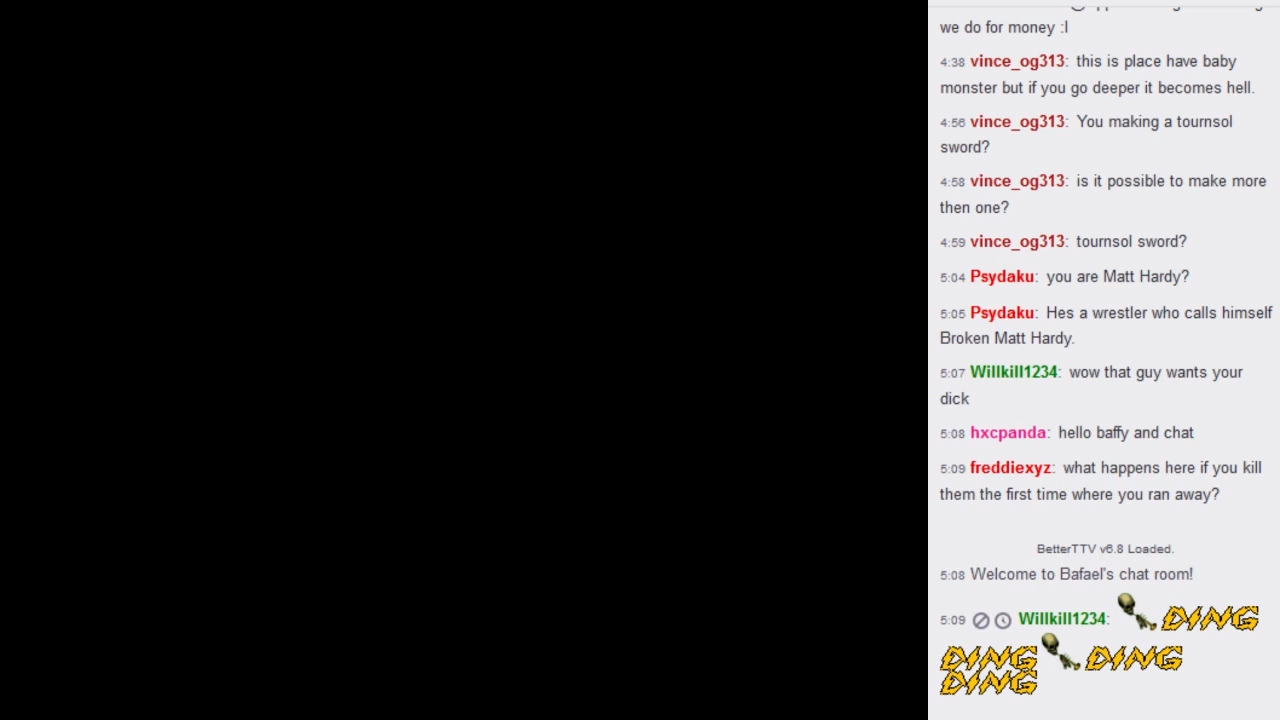 we do for money :I
4:38 vince_og313: this is place have baby
monster but if you go deeper it becomes hell.
4:56 vince_og313: You making a tournsol
sword?
4:58 vince_og313: is it possible to make more
then one?
4:59 vince_og313: tournsol sword?
5:04 Psydaku: you are Matt Hardy?
5:05 Psydaku: Hes a wrestler who calls himself
Broken Matt Hardy.
5:07 Willkill1234: wow that guy wants your
dick
5:08 hxcpanda: hello baffy and chat
5:09 freddiexyz: what happens here if you kill
them the first time where you ran away?
BetterTTV v6.8 Loaded.
5:08 Welcome to Bafael's chat room!
5:09 Willkill1234: DING
DING DING
DING